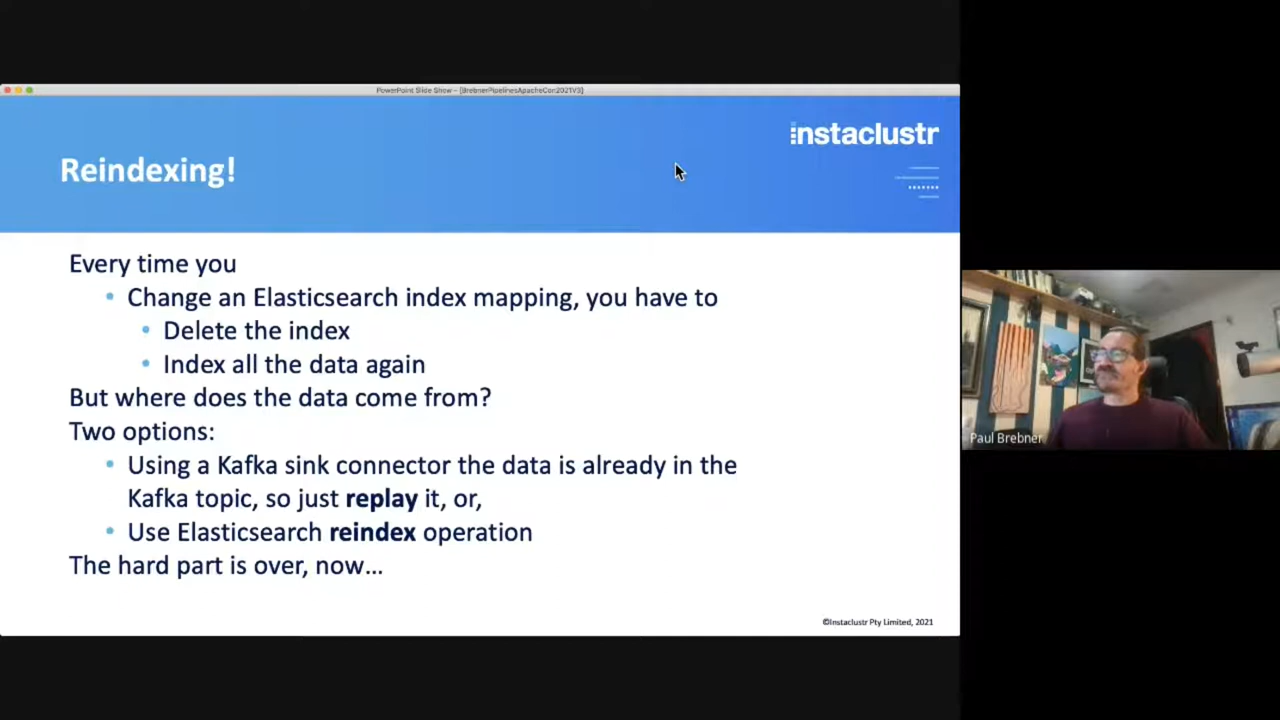 PowerPoint Slide Show - [BrebnerPipelinesApacheCon2021V3]
instaclustr
Reindexing!
Every time you
• Change an Elasticsearch index mapping, you have to
• Delete the index
• Index all the data again
But where does the data come from?
Two options:
• Using a Kafka sink connector the data is already in the
Kafka topic, so just replay it, or,
• Use Elasticsearch reindex operation
The hard part is over, now…
©Instaclustr Pty Limited, 2021
Paul Brebner